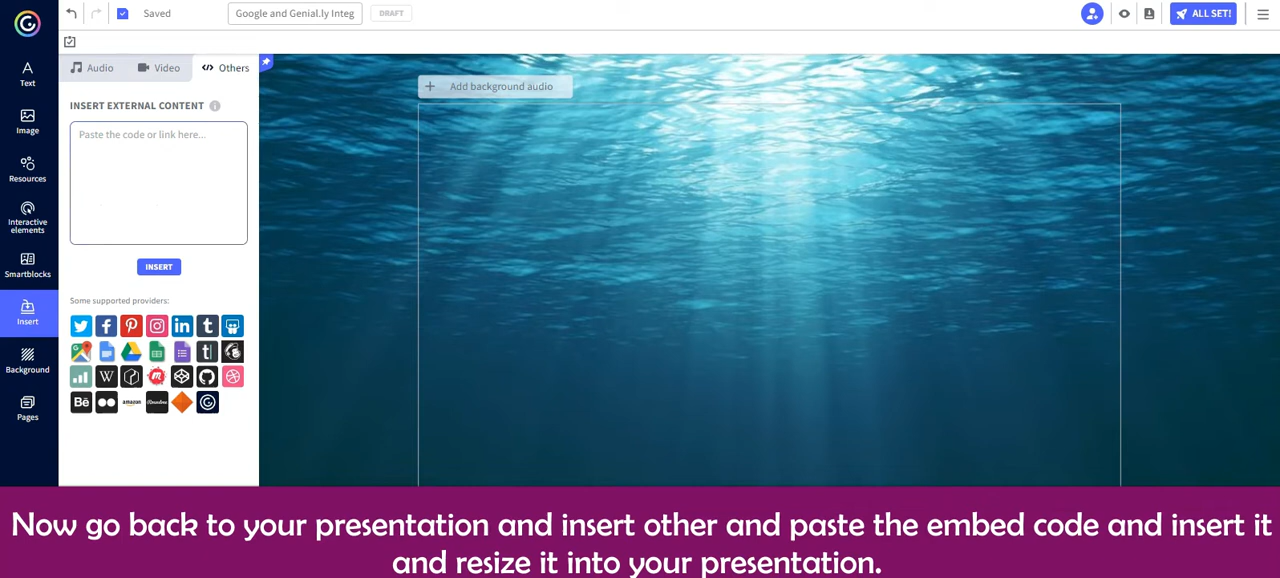 Saved
Google and Genial.ly Integ
DRAFT
ALL SET!
Text
Image
Resources
Interactive
elements
Smartblocks
Insert
Background
Pages
Audio
Video
Others
INSERT EXTERNAL CONTENT
Paste the code or link here...
INSERT
Some supported providers:
amazon
Add background audio
Now go back to your presentation and insert other and paste the embed code and insert it
and resize it into your presentation.